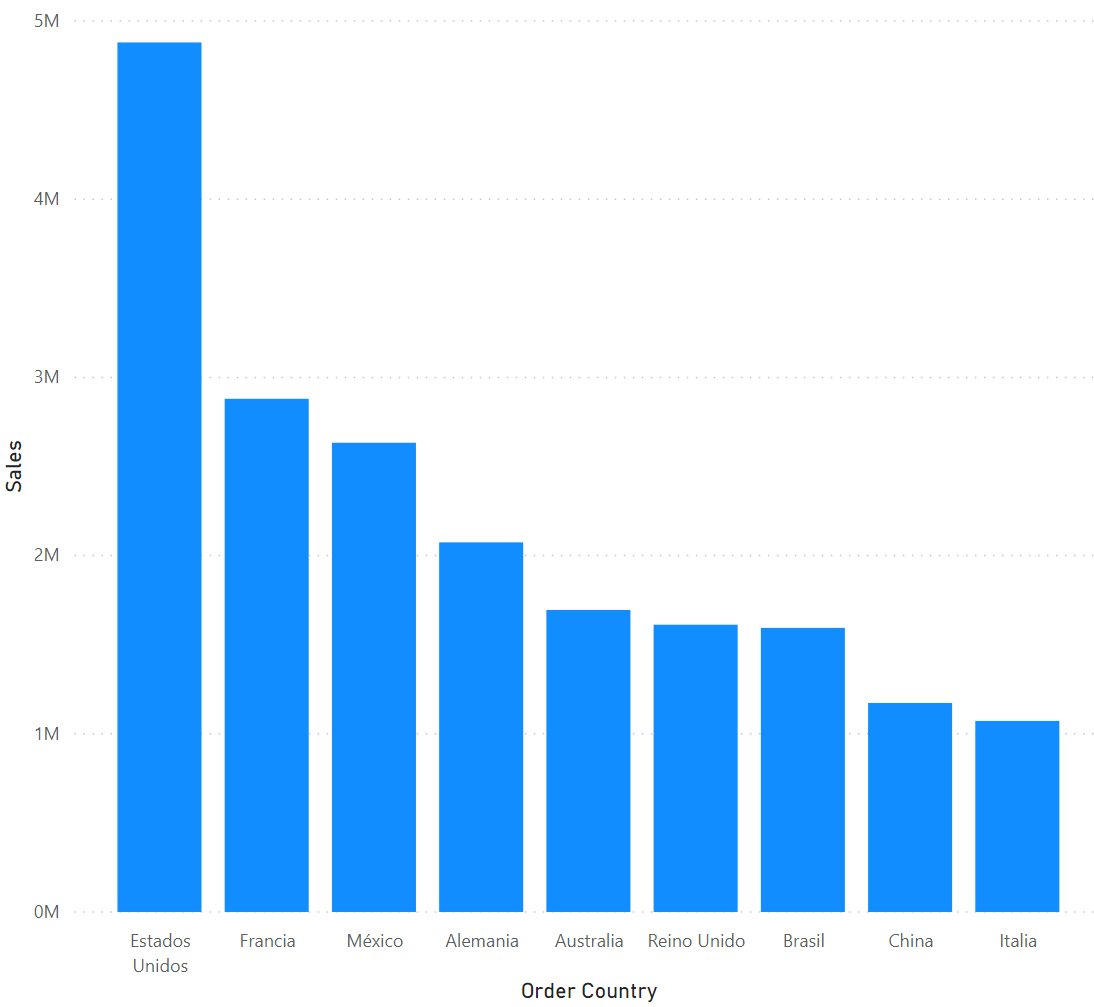 5M
4M
3M
2M
1M
0M
Sales
Estados
Unidos
Francia
México
Alemania
Australia
Reino Unido
Brasil
China
Italia
Order Country